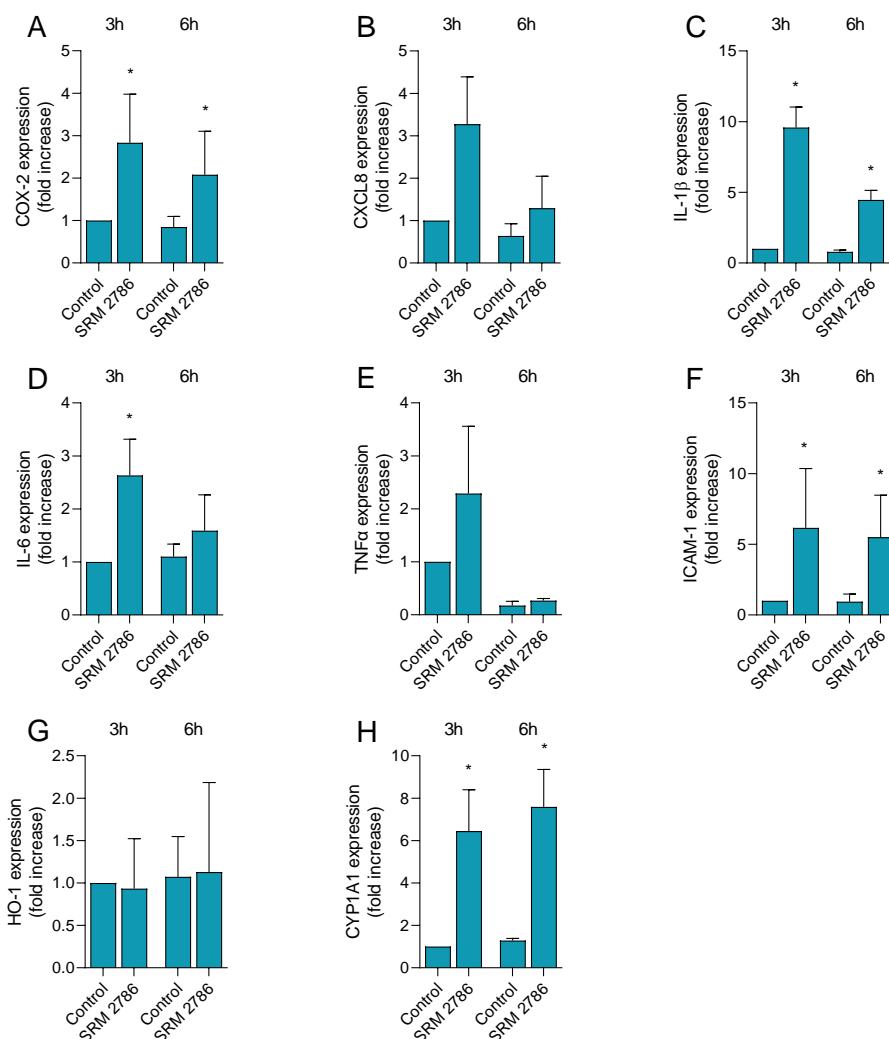 A
3h
6h
COX-2 expression
(fold increase)
5
4
3
2
1
0
*
*
Control
SRM 2786
Control
SRM 2786
B
3h
6h
CXCL8 expression
(fold increase)
5
4
3
2
1
0
Control
SRM 2786
Control
SRM 2786
C
3h
6h
IL-1β expression
(fold increase)
15
10
5
0
*
*
Control
SRM 2786
Control
SRM 2786
D
3h
6h
IL-6 expression
(fold increase)
4
3
2
1
0
*
Control
SRM 2786
Control
SRM 2786
E
3h
6h
TNFα expression
(fold increase)
4
3
2
1
0
Control
SRM 2786
Control
SRM 2786
F
3h
6h
ICAM-1 expression
(fold increase)
15
10
5
0
*
*
Control
SRM 2786
Control
SRM 2786
G
3h
6h
HO-1 expression
(fold increase)
2.5
2.0
1.5
1.0
0.5
0.0
Control
SRM 2786
Control
SRM 2786
H
3h
6h
CYP1A1 expression
(fold increase)
10
8
6
4
2
0
*
*
Control
SRM 2786
Control
SRM 2786